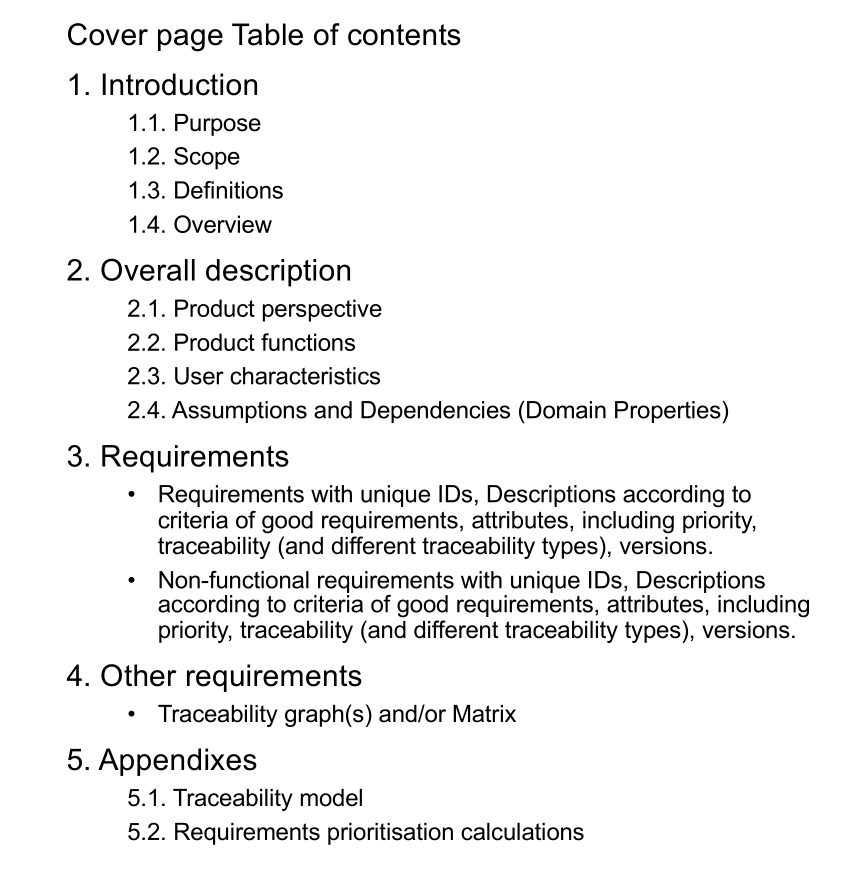 Cover page Table of contents
1. Introduction
1.1. Purpose
1.2. Scope
1.3. Definitions
1.4. Overview
2. Overall description
2.1. Product perspective
2.2. Product functions
2.3. User characteristics
2.4. Assumptions and Dependencies (Domain Properties)
3. Requirements
• Requirements with unique IDs, Descriptions according to
criteria of good requirements, attributes, including priority,
traceability (and different traceability types), versions.
• Non-functional requirements with unique IDs, Descriptions
according to criteria of good requirements, attributes, including
priority, traceability (and different traceability types), versions.
4. Other requirements
• Traceability graph(s) and/or Matrix
5. Appendixes
5.1. Traceability model
5.2. Requirements prioritisation calculations